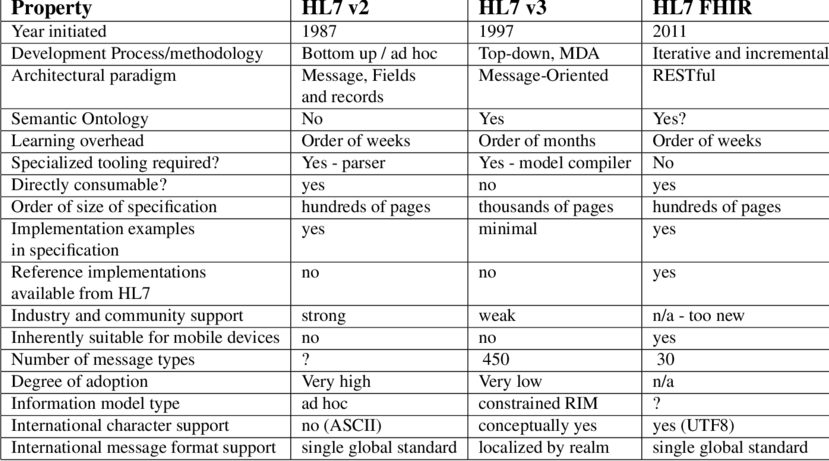 Property HL7 v2 HL7 v3 HL7 FHIR
Year initiated 1987 1997 2011
Development Process/methodology Bottom up / ad hoc Top-down, MDA Iterative and incremental
Architectural paradigm Message, Fields Message-Oriented RESTful
and records
Semantic Ontology No Yes Yes?
Learning overhead Order of weeks Order of months Order of weeks
Specialized tooling required? Yes - parser Yes - model compiler No
Directly consumable? yes no yes
Order of size of specification hundreds of pages thousands of pages hundreds of pages
Implementation examples yes minimal yes
in specification
Reference implementations no no yes
available from HL7
Industry and community support strong weak n/a - too new
Inherently suitable for mobile devices no no yes
Number of message types ? 450 30
Degree of adoption Very high Very low n/a
Information model type ad hoc constrained RIM ?
International character support no (ASCII) conceptually yes yes (UTF8)
International message format support single global standard localized by realm single global standard